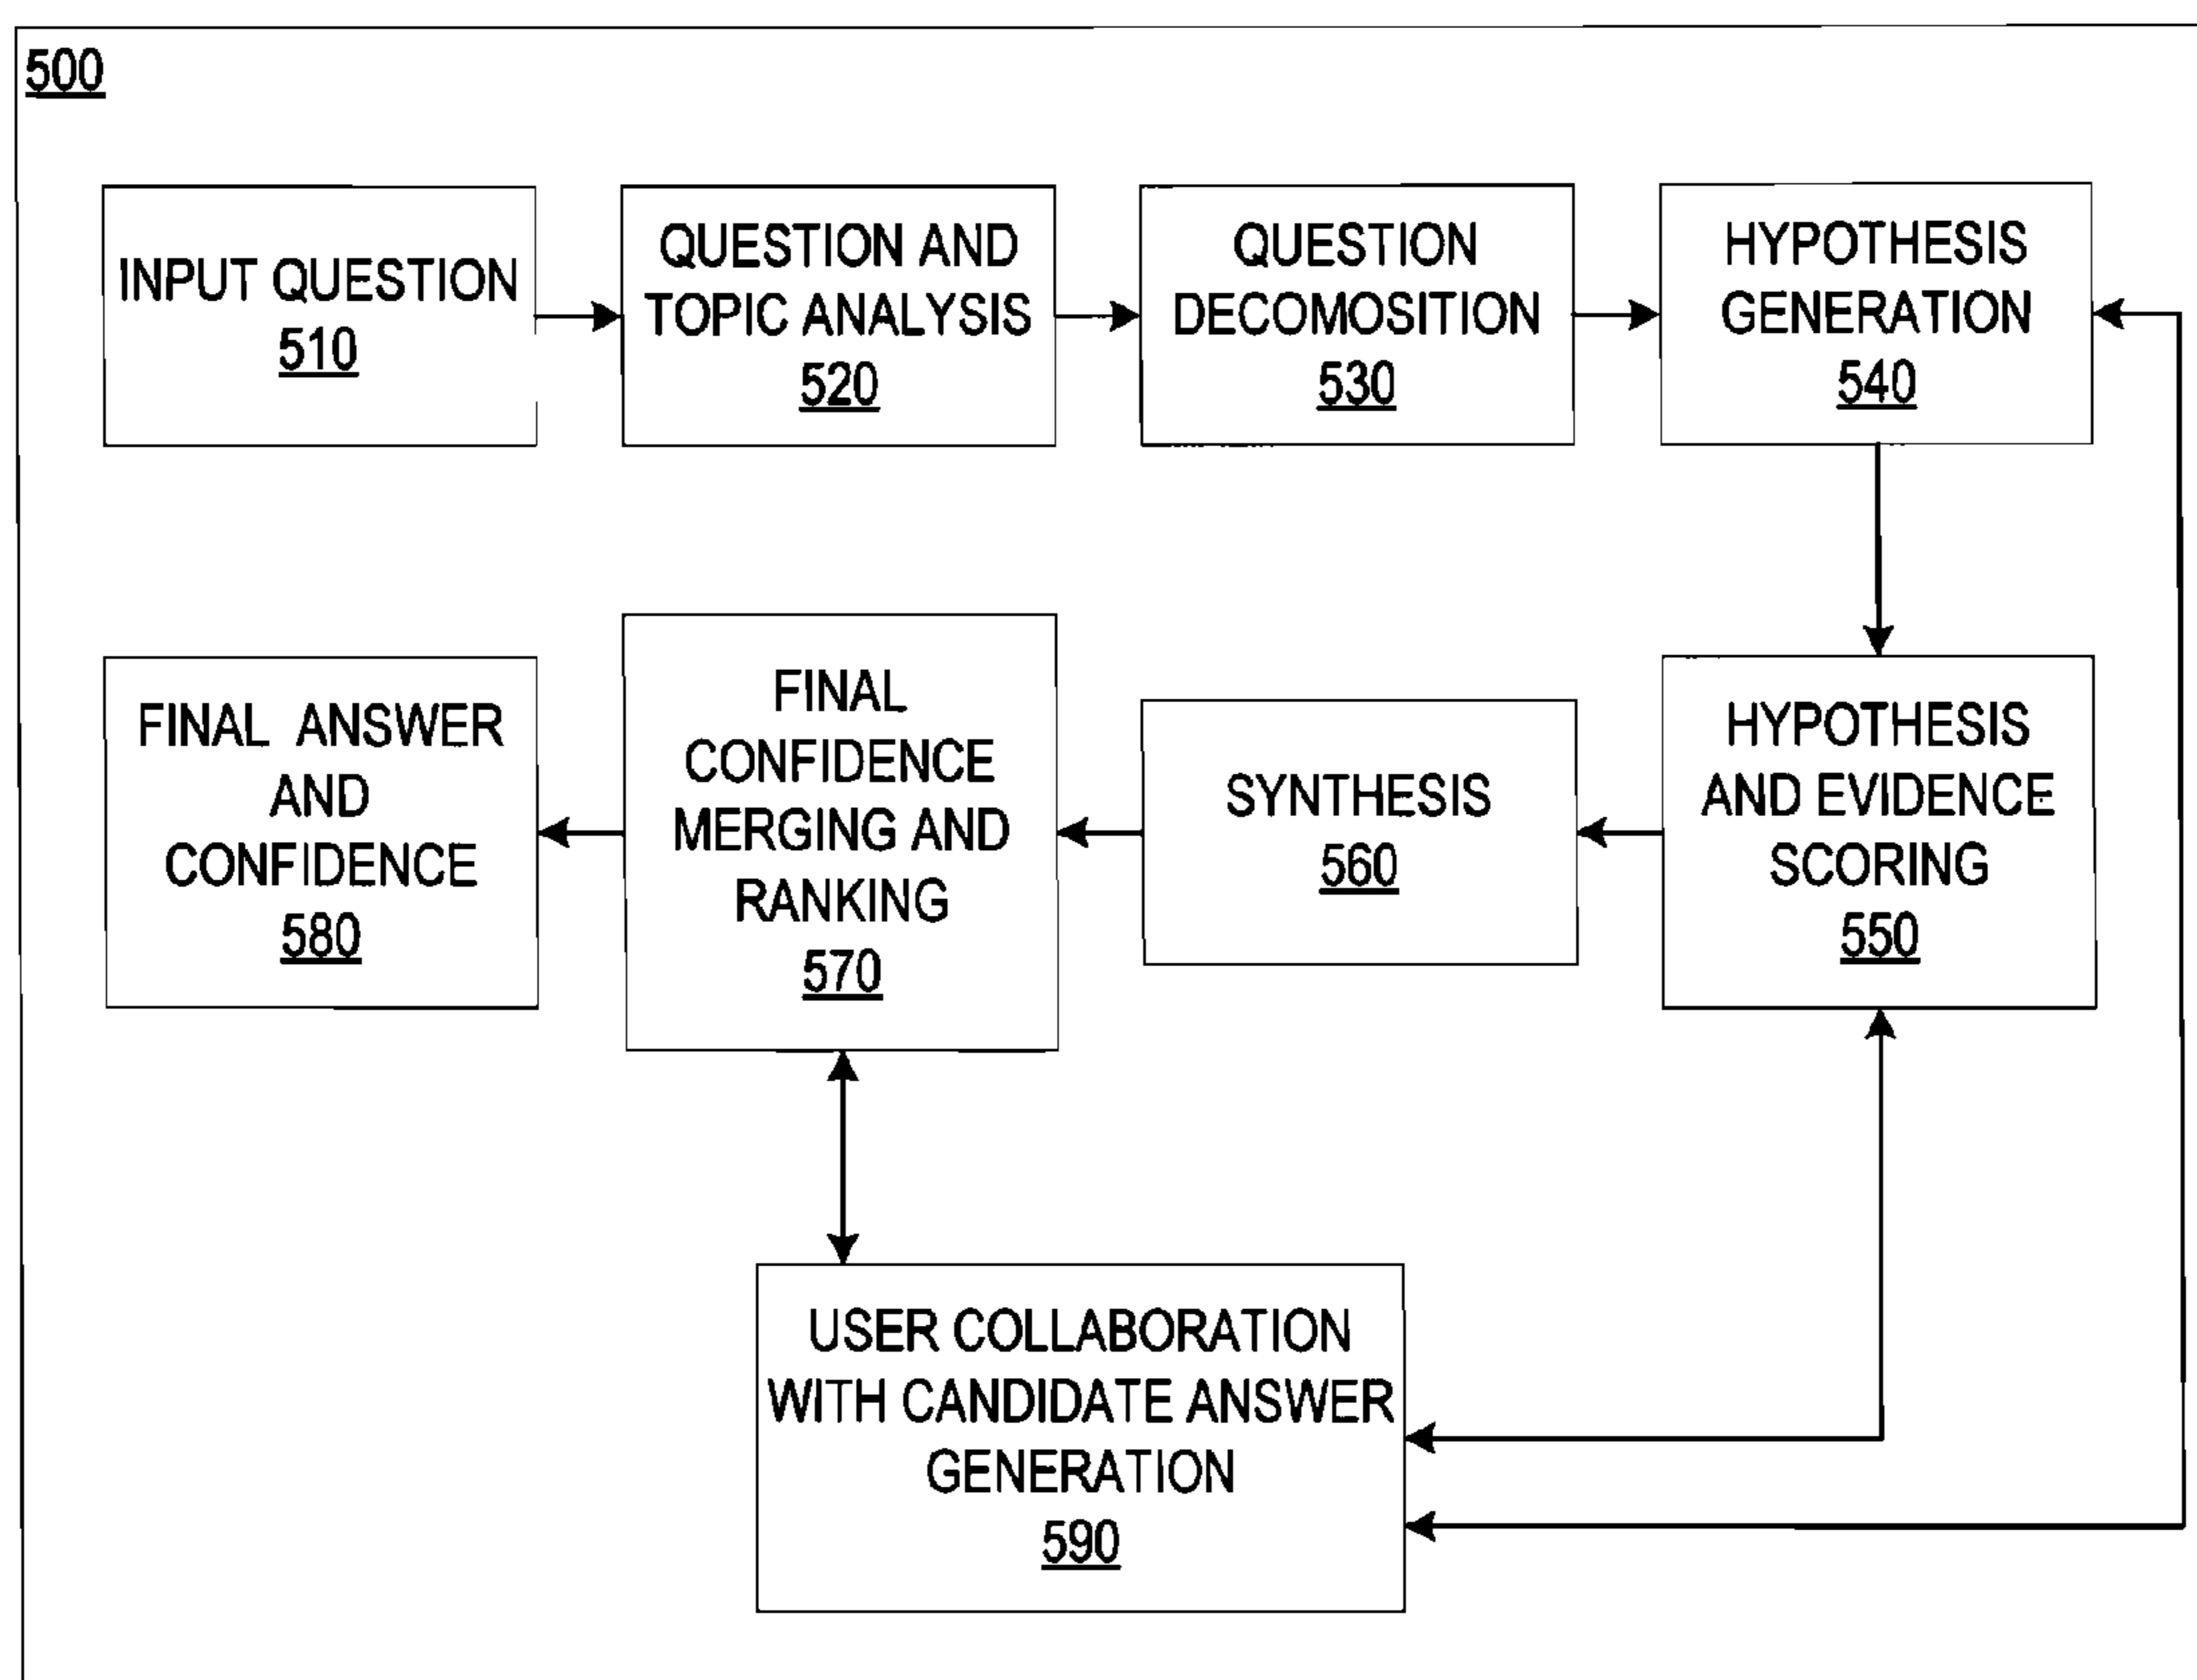 500
INPUT QUESTION
510
QUESTION AND
TOPIC ANALYSIS
520
QUESTION
DECOMOSITION
530
HYPOTHESIS
GENERATION
540
FINAL ANSWER
AND
CONFIDENCE
580
FINAL
CONFIDENCE
MERGING AND
RANKING
570
SYNTHESIS
560
HYPOTHESIS
AND EVIDENCE
SCORING
550
USER COLLABORATION
WITH CANDIDATE ANSWER
GENERATION
590